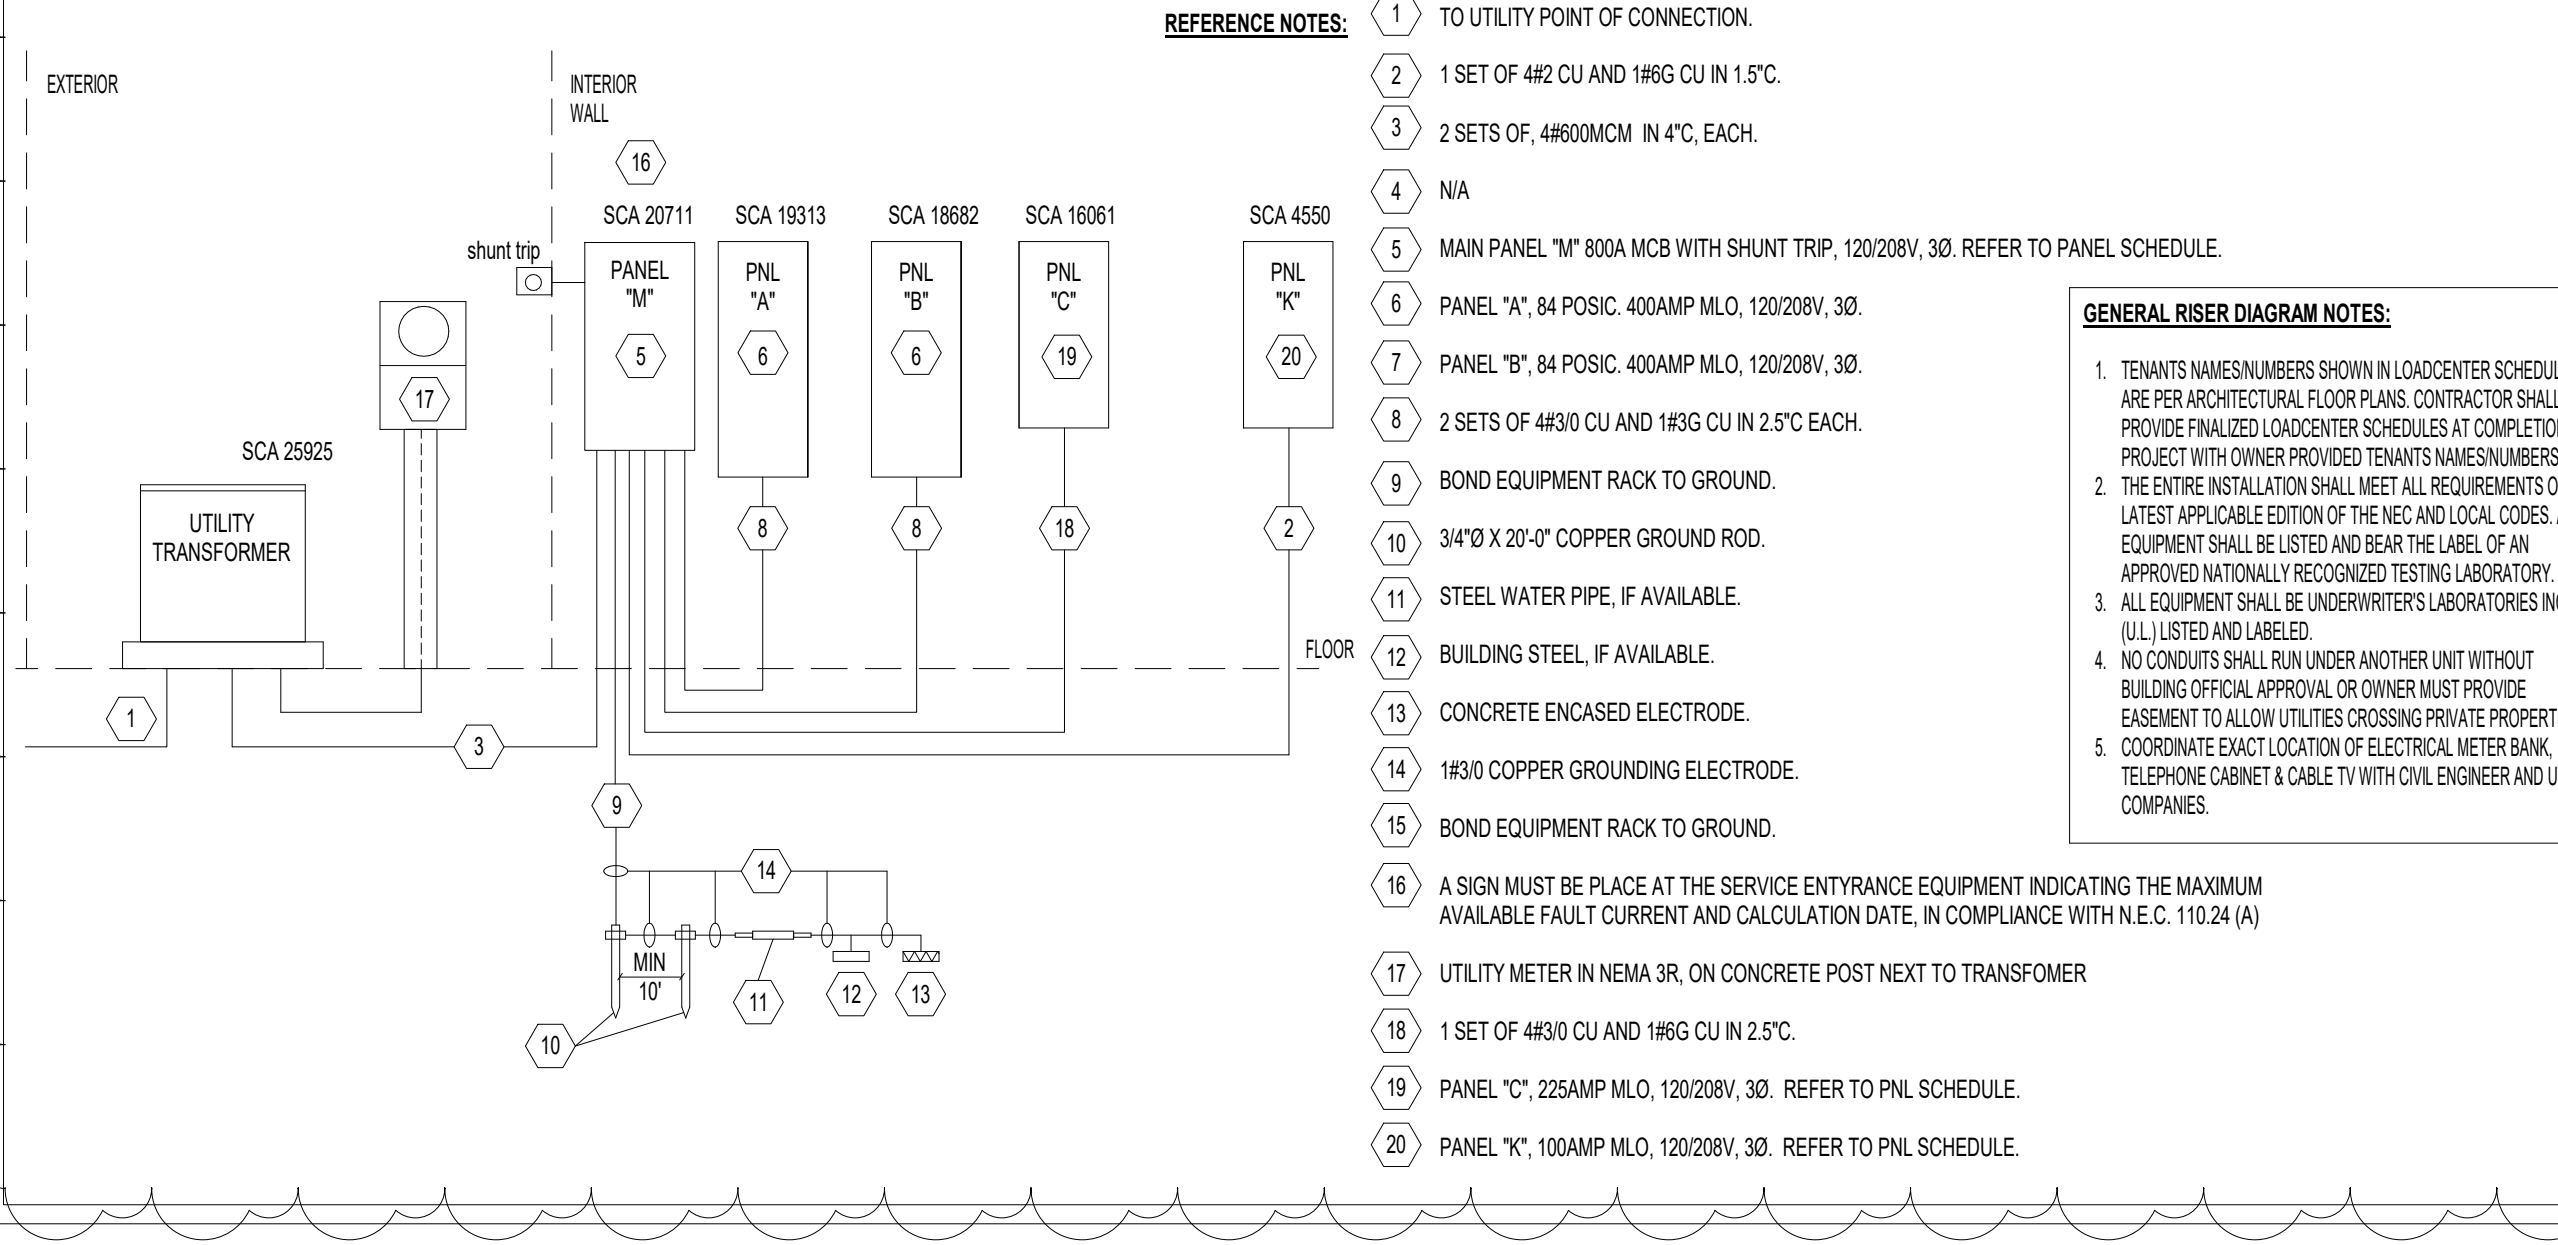 EXTERIOR
INTERIOR
WALL
16
SCA 20711
SCA 19313
SCA 18682
SCA 16061
SCA 4550
shunt trip
PANEL
"M"
5
PNL
"A"
6
PNL
"B"
6
PNL
"C"
19
PNL
"K"
20
17
SCA 25925
UTILITY
TRANSFORMER
8
8
18
2
FLOOR
1
3
9
14
MIN
10'
11
12
13
10
REFERENCE NOTES:
1 TO UTILITY POINT OF CONNECTION.
2 1 SET OF 4#2 CU AND 1#6G CU IN 1.5"C.
3 2 SETS OF, 4#600MCM IN 4"C, EACH.
4 N/A
5 MAIN PANEL "M" 800A MCB WITH SHUNT TRIP, 120/208V, 3Ø. REFER TO PANEL SCHEDULE.
6 PANEL "A", 84 POSIC. 400AMP MLO, 120/208V, 3Ø.
7 PANEL "B", 84 POSIC. 400AMP MLO, 120/208V, 3Ø.
8 2 SETS OF 4#3/0 CU AND 1#3G CU IN 2.5"C EACH.
9 BOND EQUIPMENT RACK TO GROUND.
10 3/4"Ø X 20'-0" COPPER GROUND ROD.
11 STEEL WATER PIPE, IF AVAILABLE.
12 BUILDING STEEL, IF AVAILABLE.
13 CONCRETE ENCASED ELECTRODE.
14 1#3/0 COPPER GROUNDING ELECTRODE.
15 BOND EQUIPMENT RACK TO GROUND.
16 A SIGN MUST BE PLACE AT THE SERVICE ENTYRANCE EQUIPMENT INDICATING THE MAXIMUM
AVAILABLE FAULT CURRENT AND CALCULATION DATE, IN COMPLIANCE WITH N.E.C. 110.24 (A)
17 UTILITY METER IN NEMA 3R, ON CONCRETE POST NEXT TO TRANSFOMER
18 1 SET OF 4#3/0 CU AND 1#6G CU IN 2.5"C.
19 PANEL "C", 225AMP MLO, 120/208V, 3Ø. REFER TO PNL SCHEDULE.
20 PANEL "K", 100AMP MLO, 120/208V, 3Ø. REFER TO PNL SCHEDULE.
GENERAL RISER DIAGRAM NOTES:
1. TENANTS NAMES/NUMBERS SHOWN IN LOADCENTER
ARE PER ARCHITECTURAL FLOOR PLANS. CONTRACTOR SHALL
PROVIDE FINALIZED LOADCENTER SCHEDULES AT
PROJECT WITH OWNER PROVIDED TENANTS NAMES/NUMBERS
2. THE ENTIRE INSTALLATION SHALL MEET ALL REQUIREMENTS
LATEST APPLICABLE EDITION OF THE NEC AND LOCAL CODES.
EQUIPMENT SHALL BE LISTED AND BEAR THE LABEL OF AN
APPROVED NATIONALLY RECOGNIZED TESTING LABORATORY.
3. ALL EQUIPMENT SHALL BE UNDERWRITER'S LABORATORIES
(U.L.) LISTED AND LABELED.
4. NO CONDUITS SHALL RUN UNDER ANOTHER UNIT WITHOUT
BUILDING OFFICIAL APPROVAL OR OWNER MUST PROVIDE
EASEMENT TO ALLOW UTILITIES CROSSING PRIVATE
5. COORDINATE EXACT LOCATION OF ELECTRICAL METER BANK,
TELEPHONE CABINET & CABLE TV WITH CIVIL ENGINEER AND
COMPANIES.